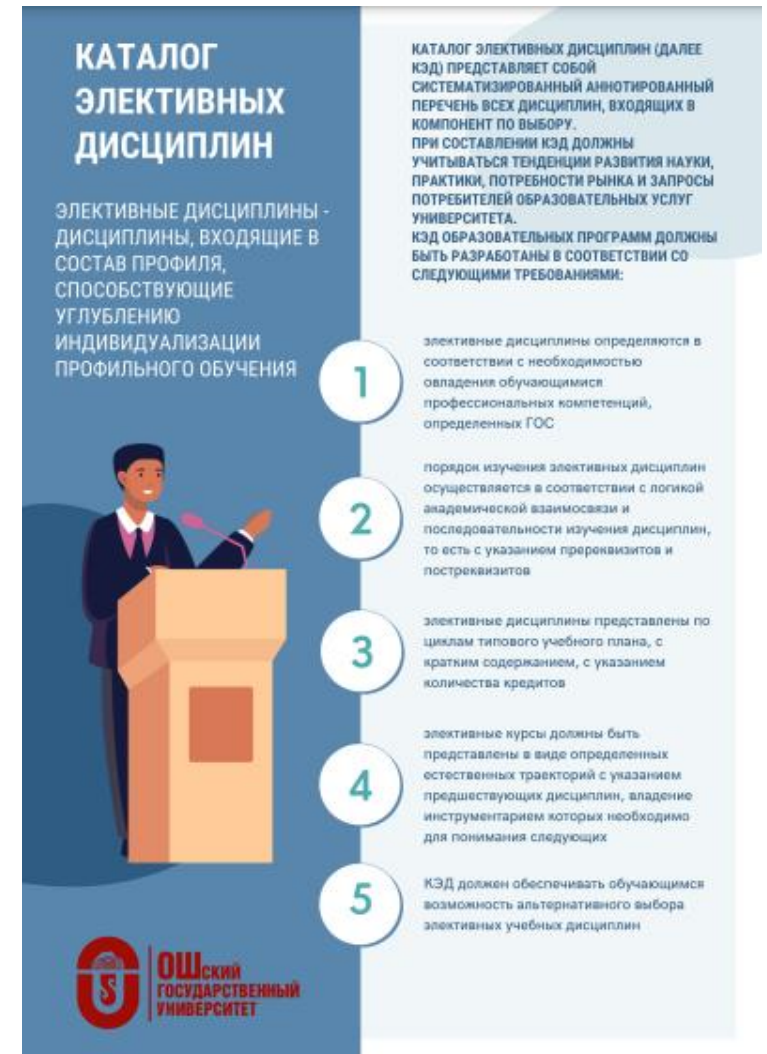 КАТАЛОГ
ЭЛЕКТИВНЫХ
ДИСЦИПЛИН
ЭЛЕКТИВНЫЕ ДИСЦИПЛИНЫ -
ДИСЦИПЛИНЫ, ВХОДЯЩИЕ В
СОСТАВ ПРОФИЛЯ,
СПОСОБСТВУЮЩИЕ
УГЛУБЛЕНИЮ
ИНДИВИДУАЛИЗАЦИИ
ПРОФИЛЬНОГО ОБУЧЕНИЯ
КАТАЛОГ ЭЛЕКТИВНЫХ ДИСЦИПЛИН (ДАЛЕЕ
КЭД) ПРЕДСТАВЛЯЕТ СОБОЙ
СИСТЕМАТИЗИРОВАННЫЙ АННОТИРОВАННЫЙ
ПЕРЕЧЕНЬ ВСЕХ ДИСЦИПЛИН, ВХОДЯЩИХ В
КОМПОНЕНТ ПО ВЫБОРУ.
ПРИ СОСТАВЛЕНИИ КЭД ДОЛЖНЫ
УЧИТЫВАТЬСЯ ТЕНДЕНЦИИ РАЗВИТИЯ НАУКИ,
ПРАКТИКИ, ПОТРЕБНОСТИ РЫНКА И ЗАПРОСЫ
ПОТРЕБИТЕЛЕЙ ОБРАЗОВАТЕЛЬНЫХ УСЛУГ
УНИВЕРСИТЕТА.
КЭД ОБРАЗОВАТЕЛЬНЫХ ПРОГРАММ ДОЛЖНЫ
БЫТЬ РАЗРАБОТАНЫ В СООТВЕТСТВИИ СО
СЛЕДУЮЩИМИ ТРЕБОВАНИЯМИ:
1
элективные дисциплины определяются в
соответствии с необходимостью
овладения обучающимися
профессиональных компетенций,
определенных ГОС
2
порядок изучения элективных дисциплин
осуществляется в соответствии с логикой
академической взаимосвязи и
последовательности изучения дисциплин,
то есть с указанием пререквизитов и
постреквизитов
3
элективные дисциплины представлены по
циклам типового учебного плана, с
кратким содержанием, с указанием
количества кредитов
4
элективные курсы должны быть
представлены в виде определенных
естественных траекторий с указанием
предшествующих дисциплин, владение
инструментарием которых необходимо
для понимания следующих
5
КЭД должен обеспечивать обучающимся
возможность альтернативного выбора
элективных учебных дисциплин
ОШский
ГОСУДАРСТВЕННЫЙ
УНИВЕРСИТЕТ